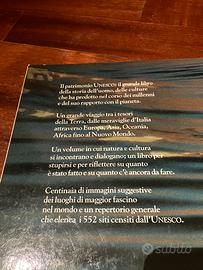 Il patrimonio UNESCO: il grande libro
della storia dell'uomo, delle culture
che ha prodotto nel corso dei millenni
e del suo rapporto con il pianeta.
Un grande viaggio tra i tesori
della Terra, dalle meraviglie d'Italia
attraverso Europa, Asia, Oceania,
Africa fino al Nuovo Mondo.
Un volume in cui natura e cultura
si incontrano e dialogano; un libro per
stupirsi e per riflettere su quanto
è stato fatto e su quanto c'è ancora da fare.
Centinaia di immagini suggestive
dei luoghi di maggior fascino
nel mondo e un repertorio generale
che elenca i 552 siti censiti dall'UNESCO.
subito